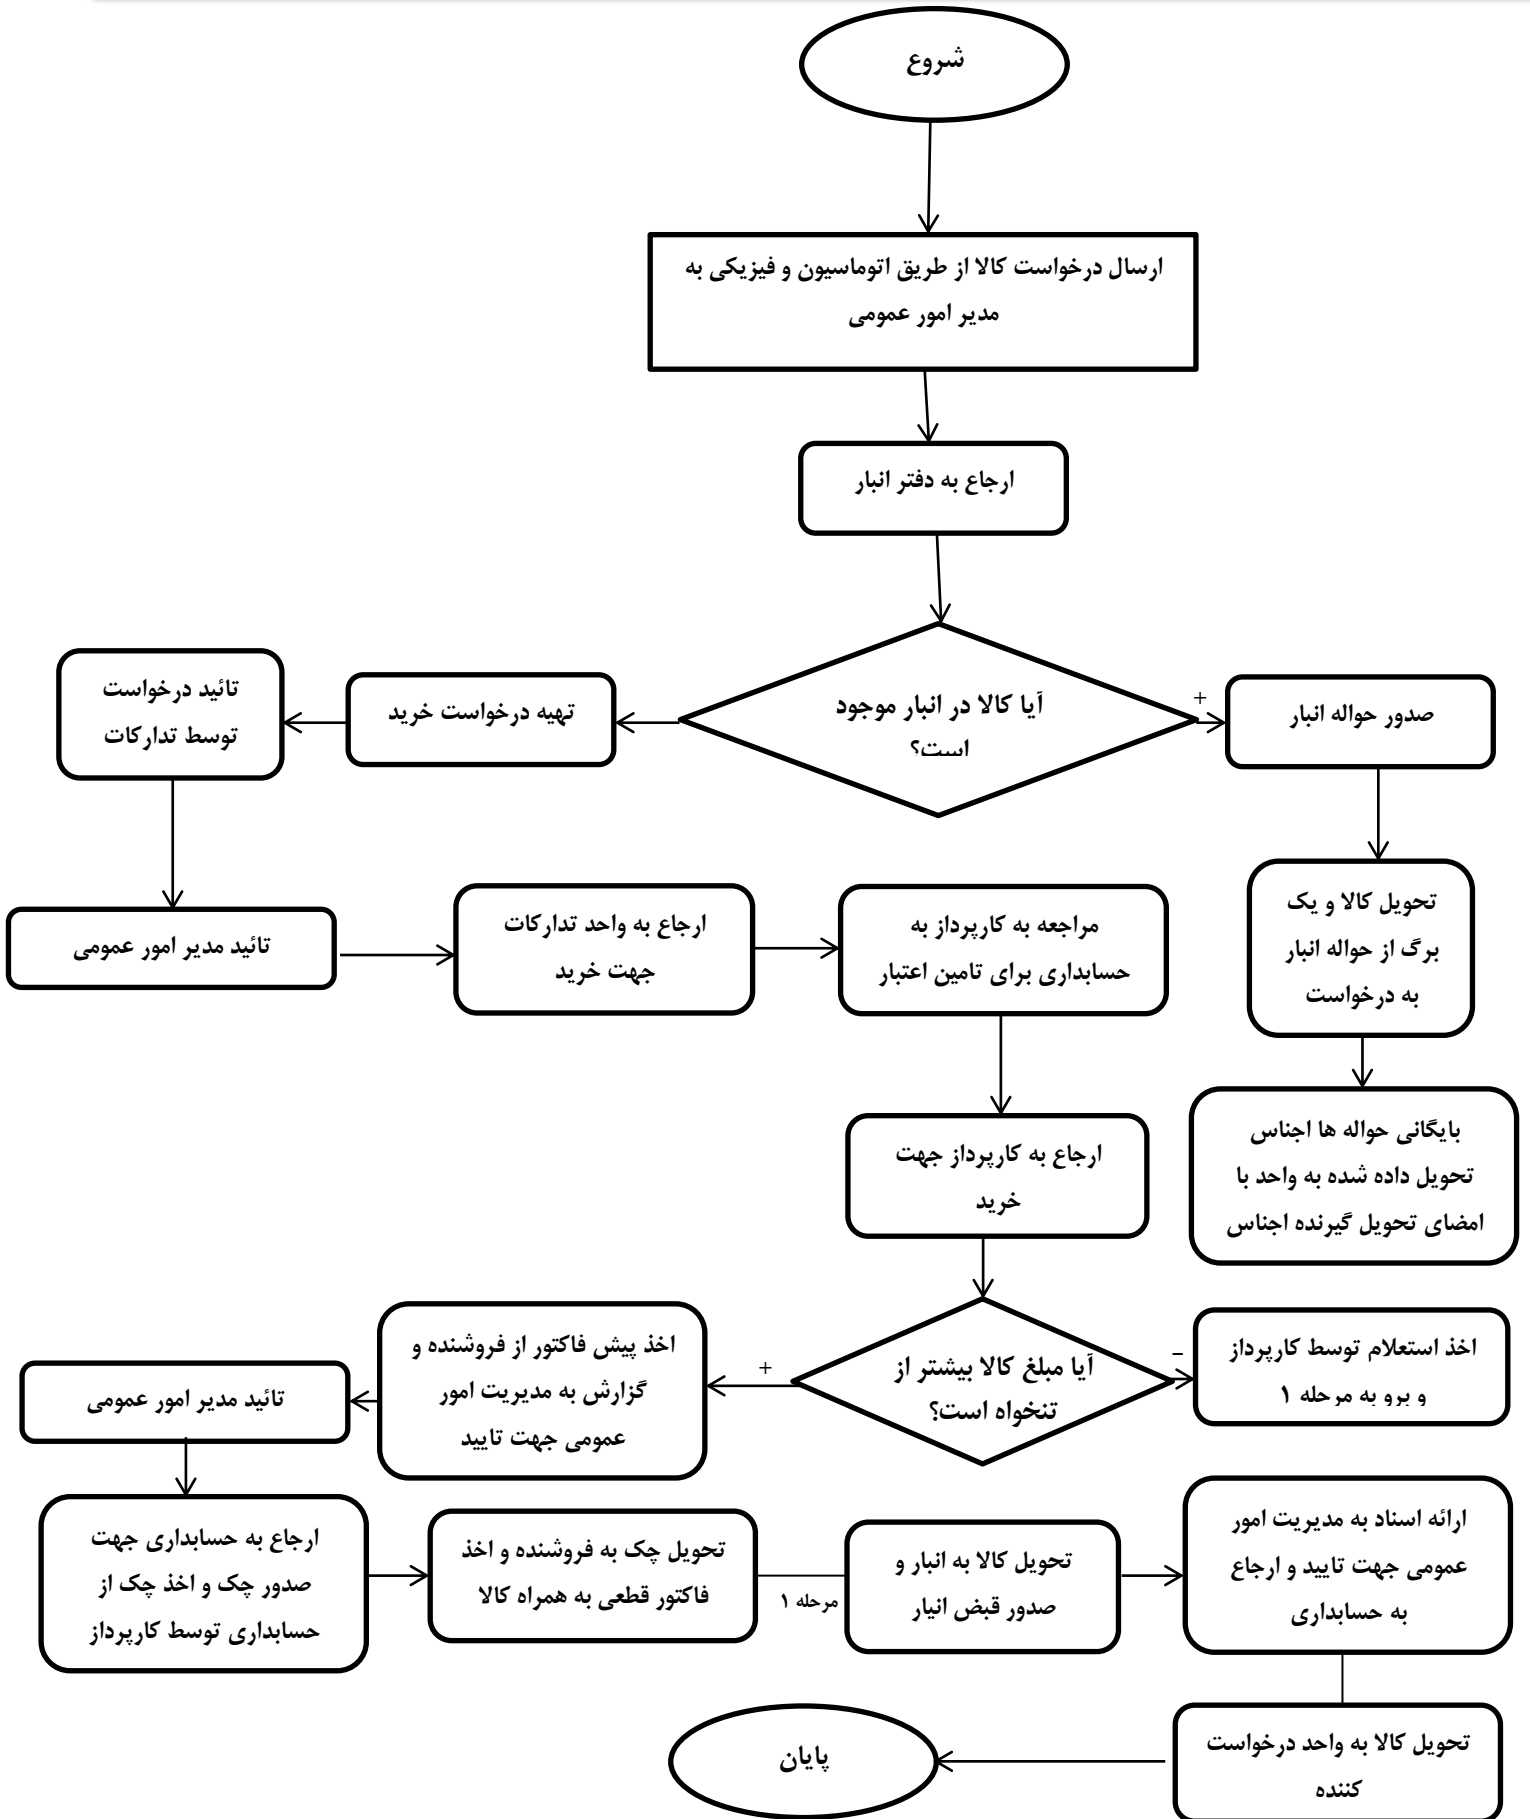 شروع
ارسال درخواست کالا از طریق اتوماسیون و فیزیکی به
مدیر امور عمومی
ارجاع به دفتر انبار
آیا کالا در انبار موجود
است؟
+
صدور حواله انبار
تهیه درخواست خرید
تائید درخواست
توسط تدارکات
تحویل کالا و یک
برگ از حواله انبار
به درخواست
مراجعه به کارپرداز به
حسابداری برای تامین اعتبار
ارجاع به واحد تدارکات
جهت خرید
تائید مدیر امور عمومی
بایگانی حواله ها اجناس
تحویل داده شده به واحد با
امضای تحویل گیرنده اجناس
ارجاع به کارپرداز جهت
خرید
آیا مبلغ کالا بیشتر از
تنخواه است؟
–
اخذ استعلام توسط کارپرداز
و برو به مرحله ۱
+
اخذ پیش فاکتور از فروشنده و
گزارش به مدیریت امور
عمومی جهت تایید
تائید مدیر امور عمومی
ارجاع به حسابداری جهت
صدور چک و اخذ چک از
حسابداری توسط کارپرداز
تحویل چک به فروشنده و اخذ
فاکتور قطعی به همراه کالا
مرحله ۱
تحویل کالا به انبار و
صدور قبض انیار
ارائه اسناد به مدیریت امور
عمومی جهت تایید و ارجاع
به حسابداری
تحویل کالا به واحد درخواست
کننده
پایان